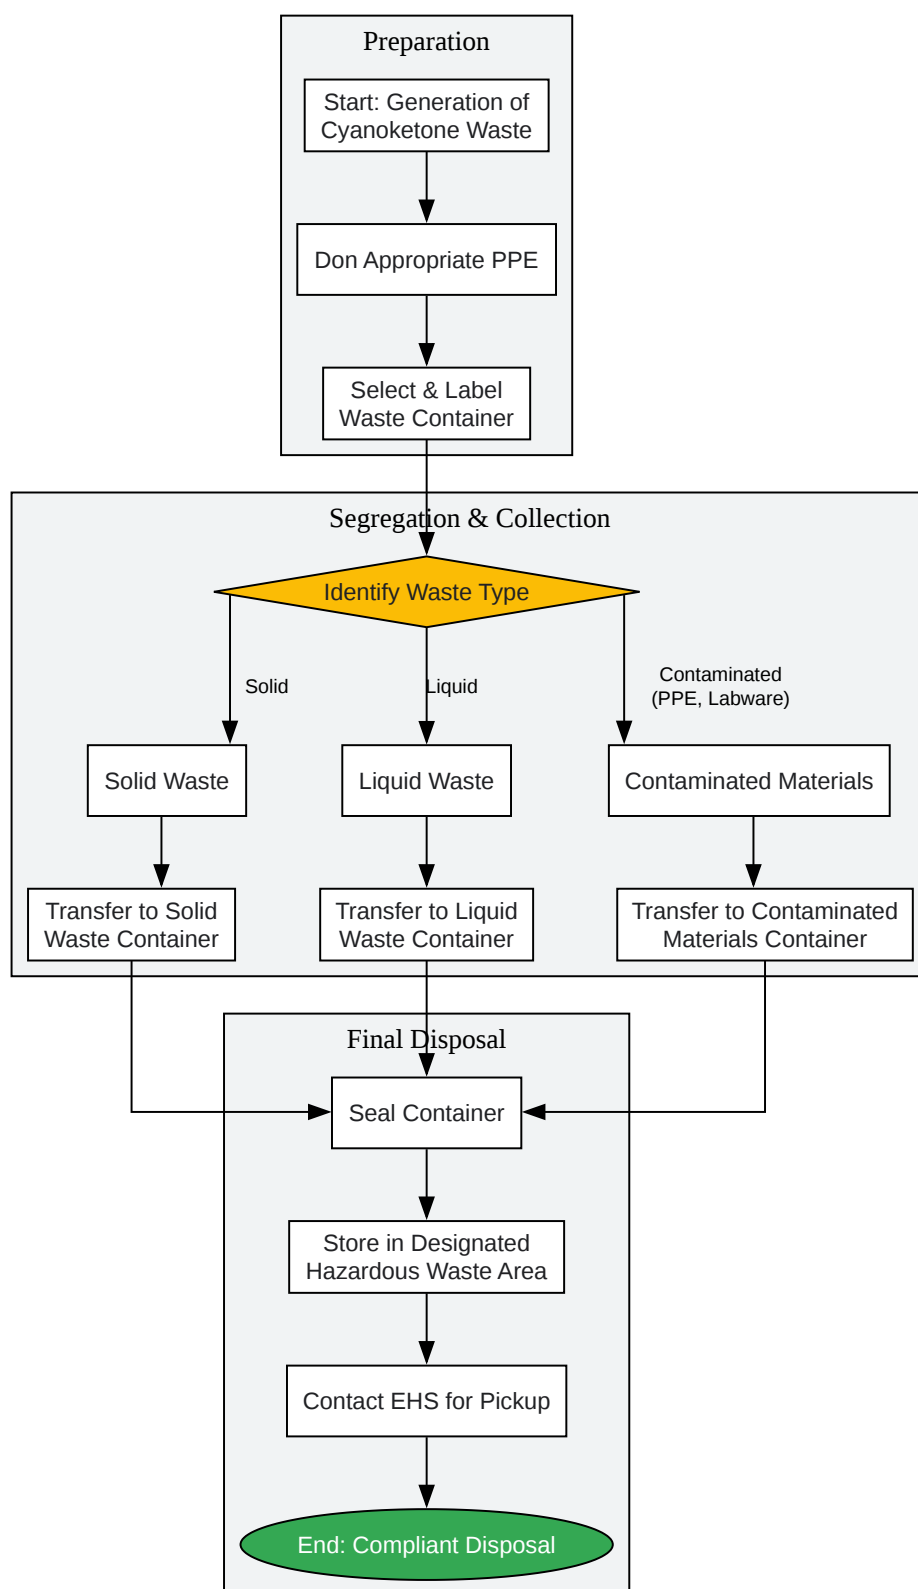 Preparation
Start: Generation of
Cyanoketone Waste
Don Appropriate PPE
Select & Label
Waste Container
Segregation & Collection
Identify Waste Type
Solid
Liquid
Contaminated
(PPE, Labware)
Solid Waste
Liquid Waste
Contaminated Materials
Transfer to Solid
Waste Container
Transfer to Liquid
Waste Container
Transfer to Contaminated
Materials Container
Final Disposal
Seal Container
Store in Designated
Hazardous Waste Area
Contact EHS for Pickup
End: Compliant Disposal